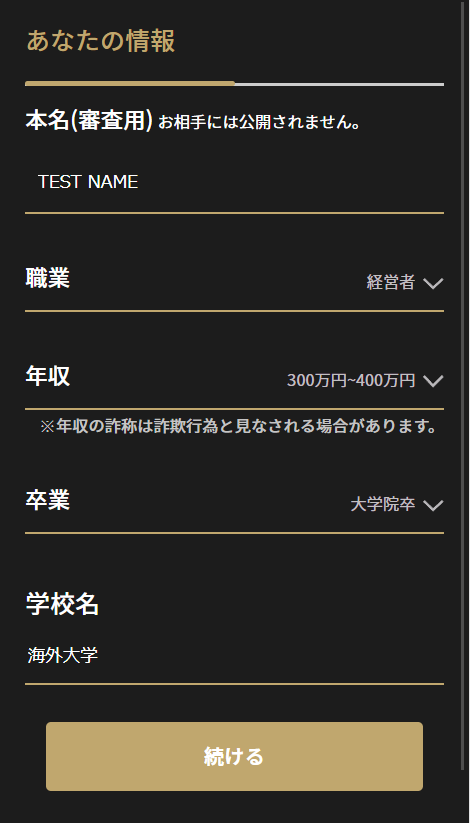 あなたの情報
本名(審査用) お相手には公開されません。
TEST NAME
職業 経営者
年収 300万円~400万円
※年収の詐称は詐欺行為と見なされる場合があります。
卒業 大学院卒
学校名
海外大学
続ける